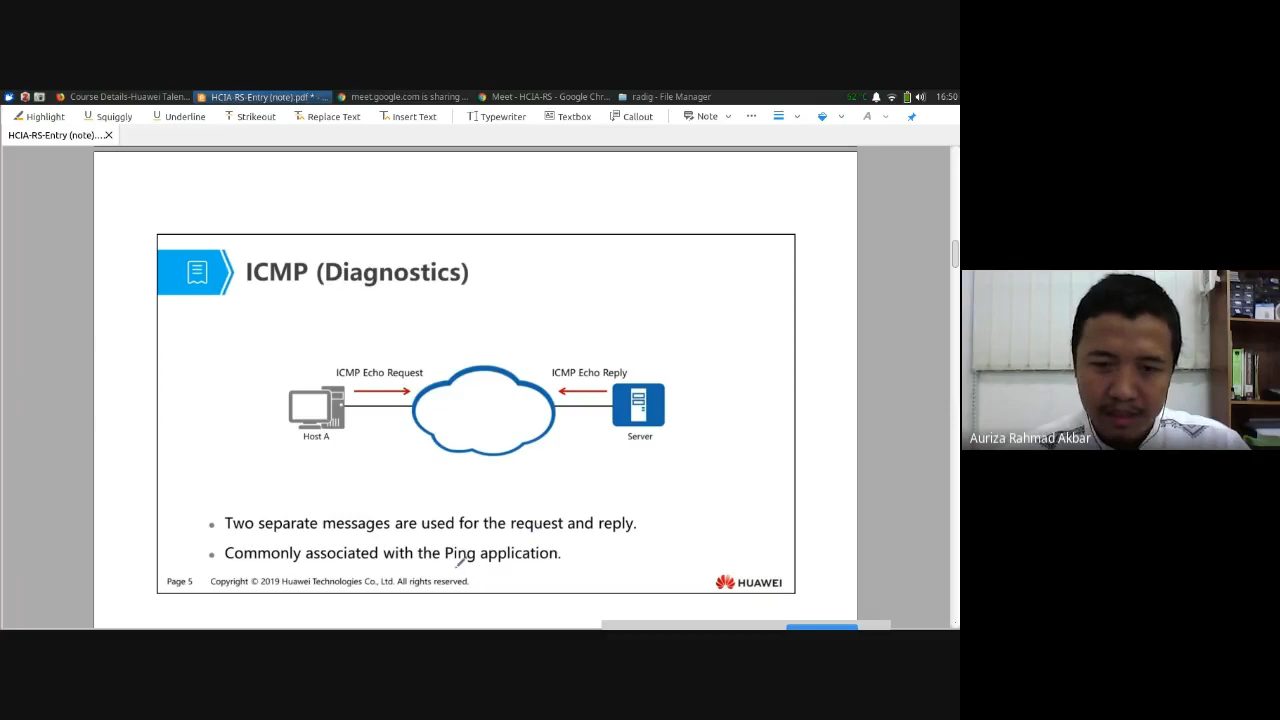 Course Details-Huawei Talen...
HCIA-RS-Entry (note).pdf * - ...
meet.google.com is sharing ...
Meet - HCIA-RS - Google Chr...
radig - File Manager
62°C
16:50
Highlight
Squiggly
Underline
Strikeout
Replace Text
Insert Text
Typewriter
Textbox
Callout
Note
HCIA-RS-Entry (note)....
ICMP (Diagnostics)
ICMP Echo Request
ICMP Echo Reply
Host A
Server
Auriza Rahmad Akbar
Two separate messages are used for the request and reply.
Commonly associated with the Ping application.
Page 5
Copyright © 2019 Huawei Technologies Co., Ltd. All rights reserved.
HUAWEI